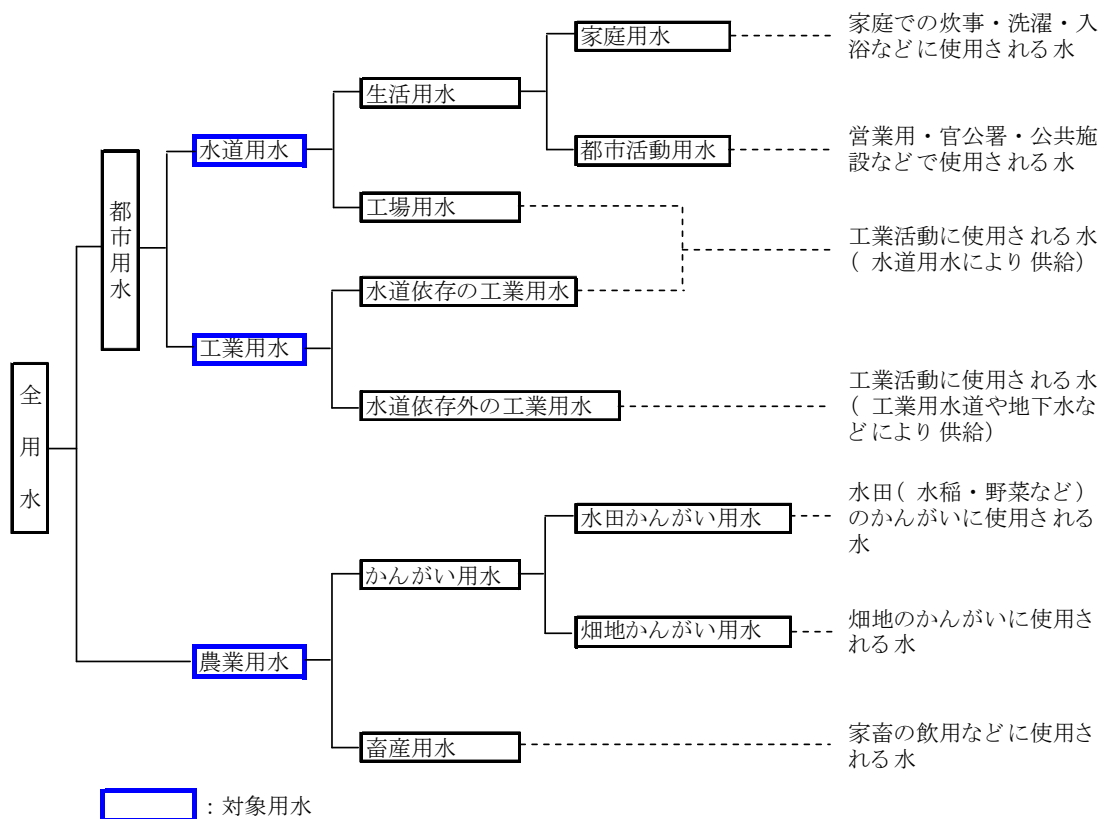 家庭用水
家庭での炊事・洗濯・入
浴などに使用される水
生活用水
水道用水
都市活動用水
営業用・官公署・公共施
設などで使用される水
都市用水
工場用水
工業活動に使用される水
(水道用水により供給)
水道依存の工業用水
工業用水
水道依存外の工業用水
工業活動に使用される水
(工業用水道や地下水な
どにより供給)
全用水
水田かんがい用水
水田(水稲・野菜など)
のかんがいに使用される
水
かんがい用水
畑地かんがい用水
畑地のかんがいに使用さ
れる水
農業用水
畜産用水
家畜の飲用などに使用さ
れる水
:対象用水